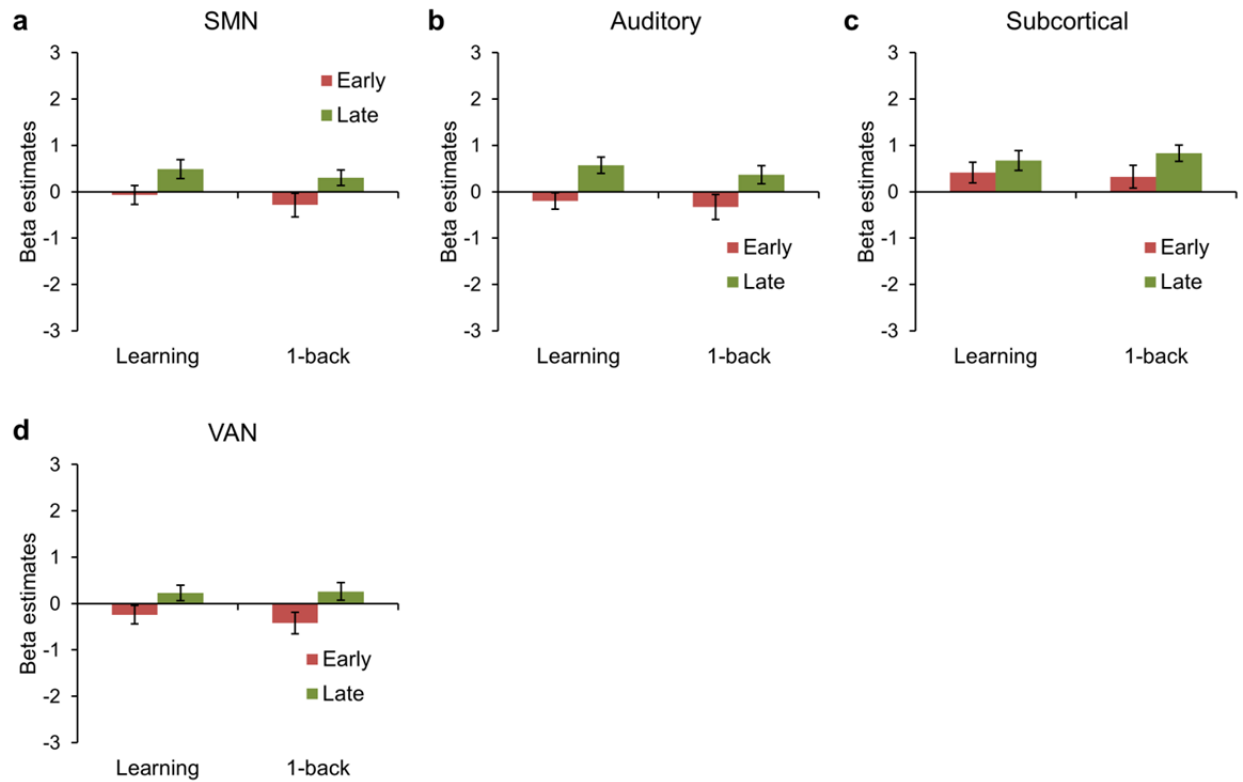 a SMN
3
2
1
0
-1
-2
-3
Beta estimates
Early
Late
Learning 1-back
b Auditory
3
2
1
0
-1
-2
-3
Beta estimates
Early
Late
Learning 1-back
c Subcortical
3
2
1
0
-1
-2
-3
Beta estimates
Early
Late
Learning 1-back
d VAN
3
2
1
0
-1
-2
-3
Beta estimates
Early
Late
Learning 1-back